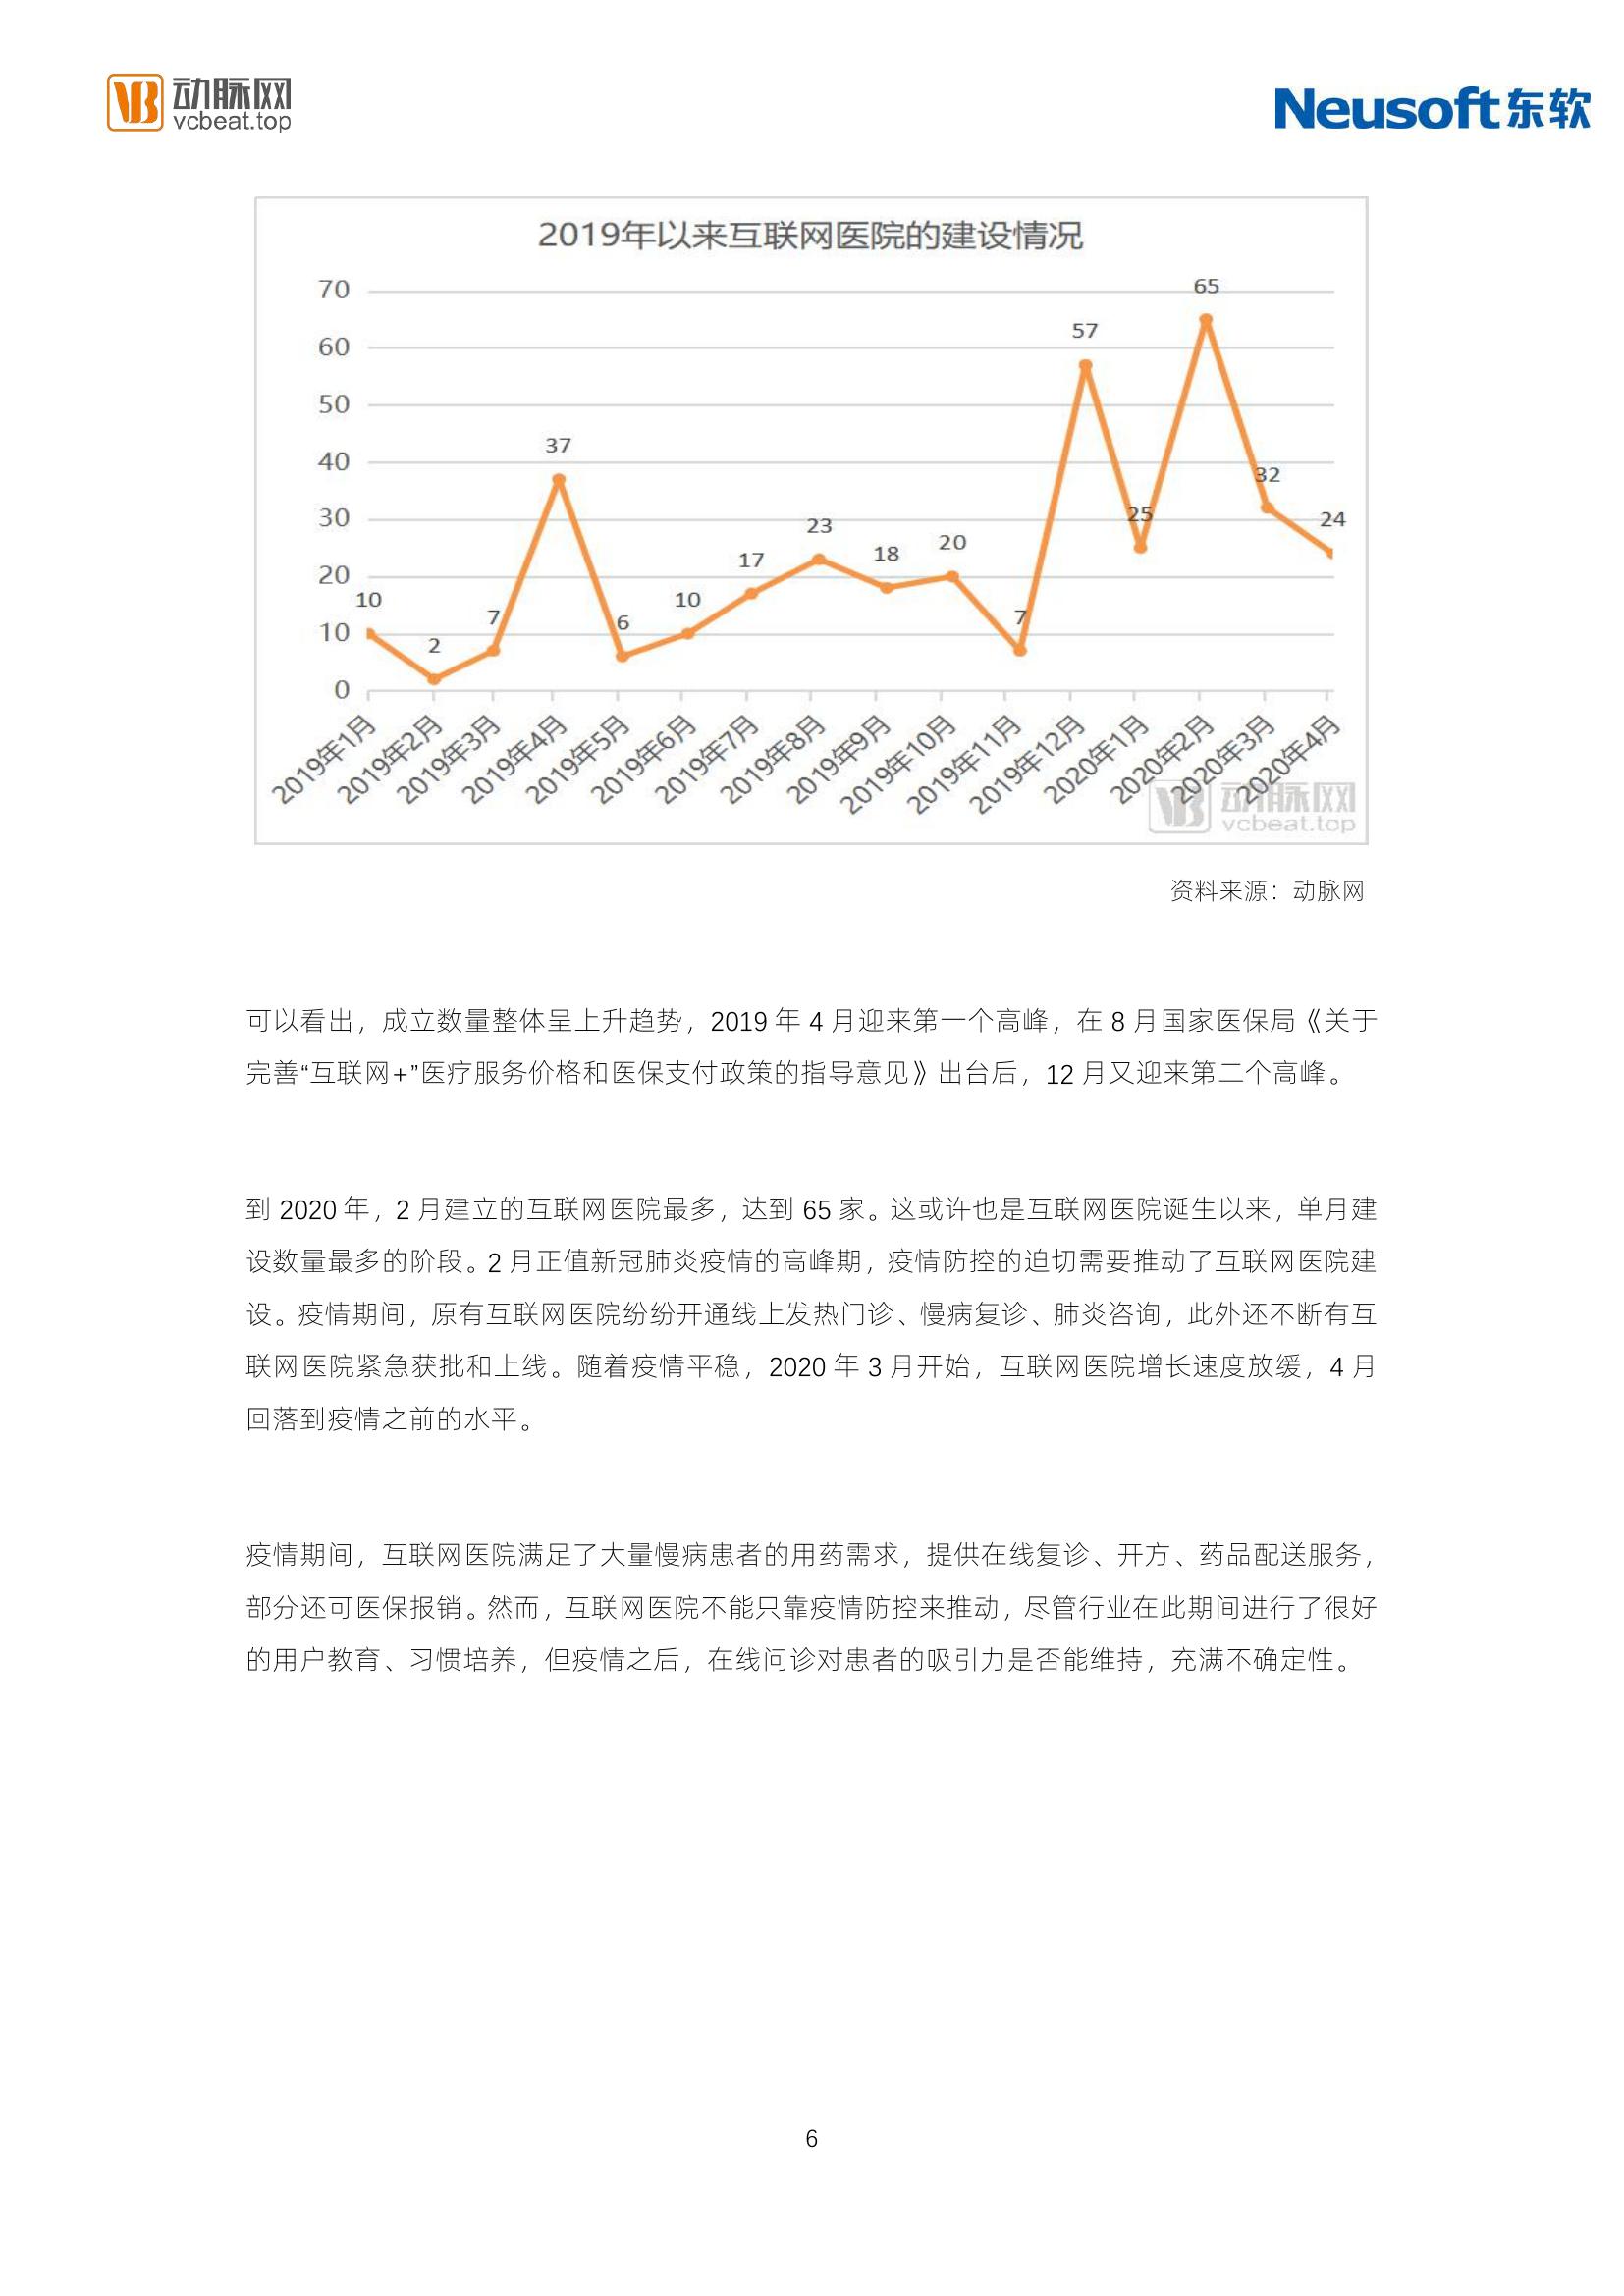 动脉网
vcbeat.top
Neusoft东软
2019年以来互联网医院的建设情况
70
60
50
40
30
20
10
0
10
2
7
37
6
10
17
23
18
20
7
57
25
65
32
24
2019年1月
2019年2月
2019年3月
2019年4月
2019年5月
2019年6月
2019年7月
2019年8月
2019年9月
2019年10月
2019年11月
2019年12月
2020年1月
2020年2月
2020年3月
2020年4月
动脉网
vcbeat.top
资料来源：动脉网
可以看出，成立数量整体呈上升趋势，2019 年 4 月迎来第一个高峰，在 8 月国家医保局《关于
完善“互联网+”医疗服务价格和医保支付政策的指导意见》出台后，12 月又迎来第二个高峰。
到 2020 年，2 月建立的互联网医院最多，达到 65 家。这或许也是互联网医院诞生以来，单月建
设数量最多的阶段。2 月正值新冠肺炎疫情的高峰期，疫情防控的迫切需要推动了互联网医院建
设。疫情期间，原有互联网医院纷纷开通线上发热门诊、慢病复诊、肺炎咨询，此外还不断有互
联网医院紧急获批和上线。随着疫情平稳，2020 年 3 月开始，互联网医院增长速度放缓，4 月
回落到疫情之前的水平。
疫情期间，互联网医院满足了大量慢病患者的用药需求，提供在线复诊、开方、药品配送服务，
部分还可医保报销。然而，互联网医院不能只靠疫情防控来推动，尽管行业在此期间进行了很好
的用户教育、习惯培养，但疫情之后，在线问诊对患者的吸引力是否能维持，充满不确定性。
6